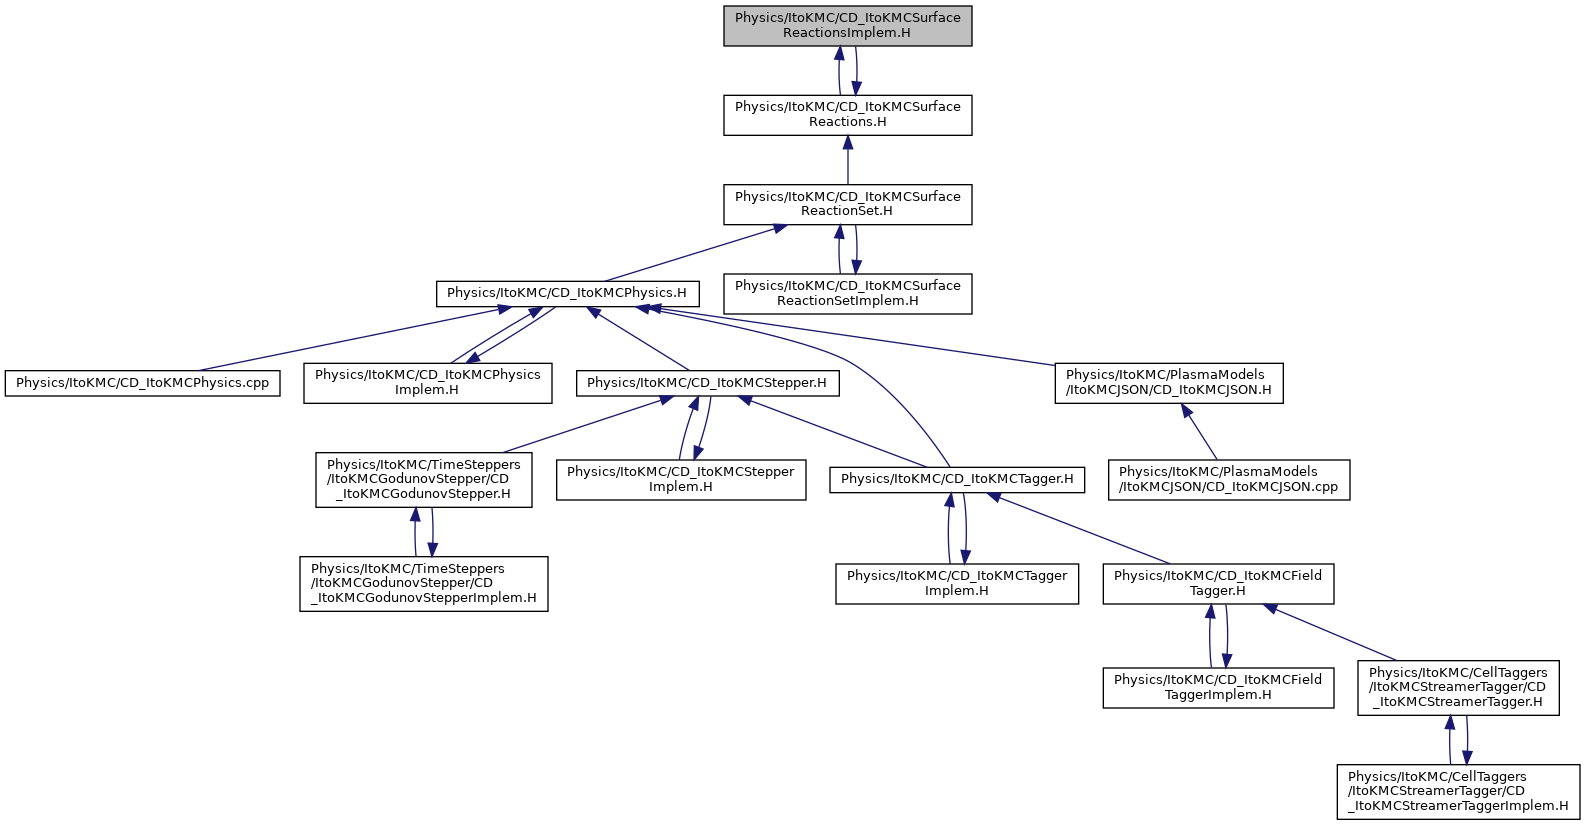 Physics/ItoKMC/CD_ItoKMCSurface
ReactionsImplem.H
Physics/ItoKMC/CD_ItoKMCSurface
Reactions.H
Physics/ItoKMC/CD_ItoKMCSurface
ReactionSet.H
Physics/ItoKMC/CD_ItoKMCPhysics.H
Physics/ItoKMC/CD_ItoKMCSurface
ReactionSetImplem.H
Physics/ItoKMC/CD_ItoKMCPhysics.cpp
Physics/ItoKMC/CD_ItoKMCPhysics
Implem.H
Physics/ItoKMC/CD_ItoKMCStepper.H
Physics/ItoKMC/PlasmaModels
/ItoKMCJSON/CD_ItoKMCJSON.H
Physics/ItoKMC/TimeSteppers
/ItoKMCGodunovStepper/CD
_ItoKMCGodunovStepper.H
Physics/ItoKMC/CD_ItoKMCStepper
Implem.H
Physics/ItoKMC/CD_ItoKMCTagger.H
Physics/ItoKMC/PlasmaModels
/ItoKMCJSON/CD_ItoKMCJSON.cpp
Physics/ItoKMC/TimeSteppers
/ItoKMCGodunovStepper/CD
_ItoKMCGodunovStepperImplem.H
Physics/ItoKMC/CD_ItoKMCTagger
Implem.H
Physics/ItoKMC/CD_ItoKMCField
Tagger.H
Physics/ItoKMC/CD_ItoKMCField
TaggerImplem.H
Physics/ItoKMC/CellTaggers
/ItoKMCStreamerTagger/CD
_ItoKMCStreamerTagger.H
Physics/ItoKMC/CellTaggers
/ItoKMCStreamerTagger/CD
_ItoKMCStreamerTaggerImplem.H